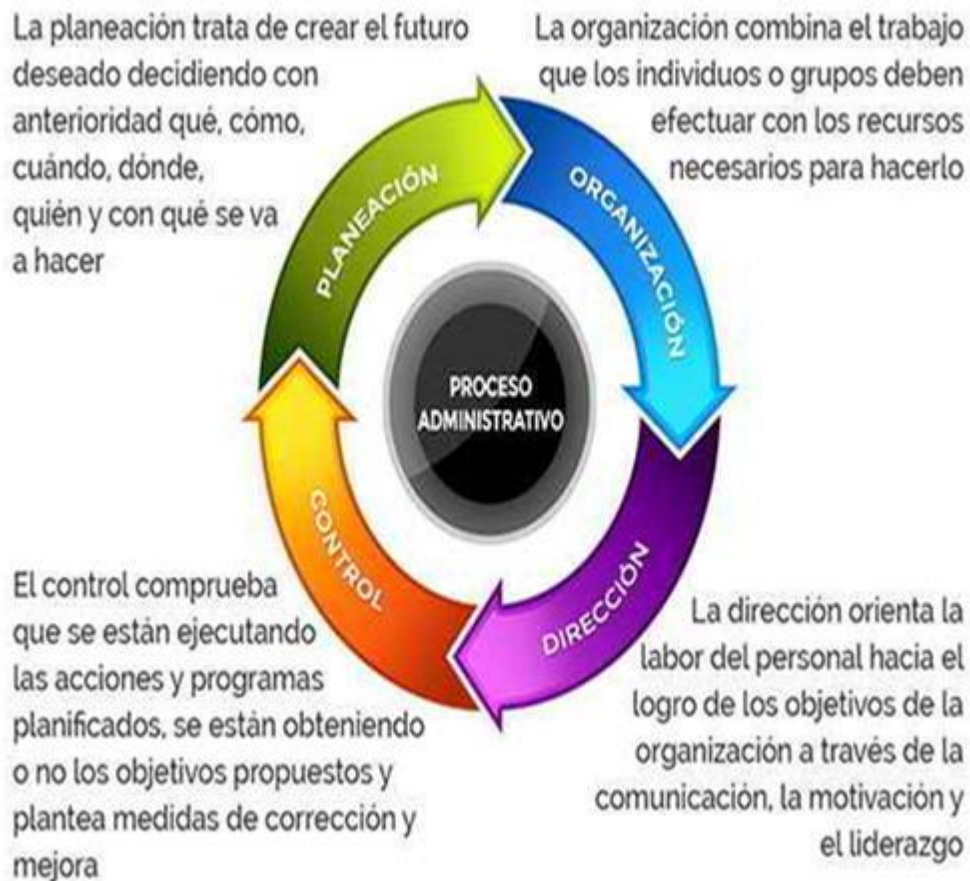 La planeación trata de crear el futuro
deseado decidiendo con
anterioridad qué, cómo,
cuándo, dónde,
quién y con qué se va
a hacer
La organización combina el trabajo
que los individuos o grupos deben
efectuar con los recursos
necesarios para hacerlo
PLANEACIÓN
ORGANIZACIÓN
PROCESO
ADMINISTRATIVO
CONTROL
DIRECCIÓN
El control comprueba
que se están ejecutando
las acciones y programas
planificados, se están obteniendo
o no los objetivos propuestos y
plantea medidas de corrección y
mejora
La dirección orienta la
labor del personal hacia el
logro de los objetivos de la
organización a través de la
comunicación, la motivación y
el liderazgo